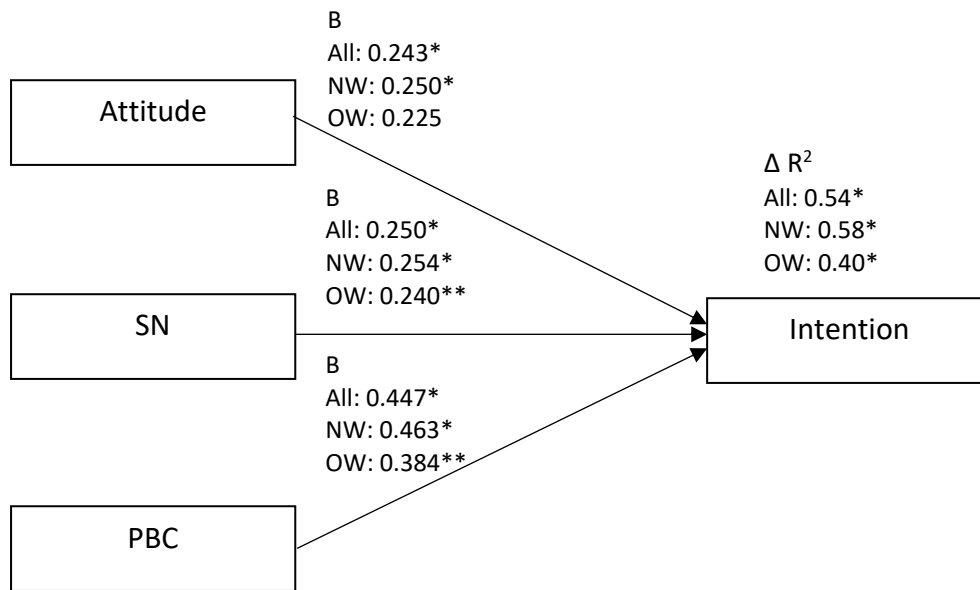 B
All: 0.243*
NW: 0.250*
OW: 0.225
Attitude
Δ R²
All: 0.54*
NW: 0.58*
OW: 0.40*
B
All: 0.250*
NW: 0.254*
OW: 0.240**
SN
Intention
B
All: 0.447*
NW: 0.463*
OW: 0.384**
PBC